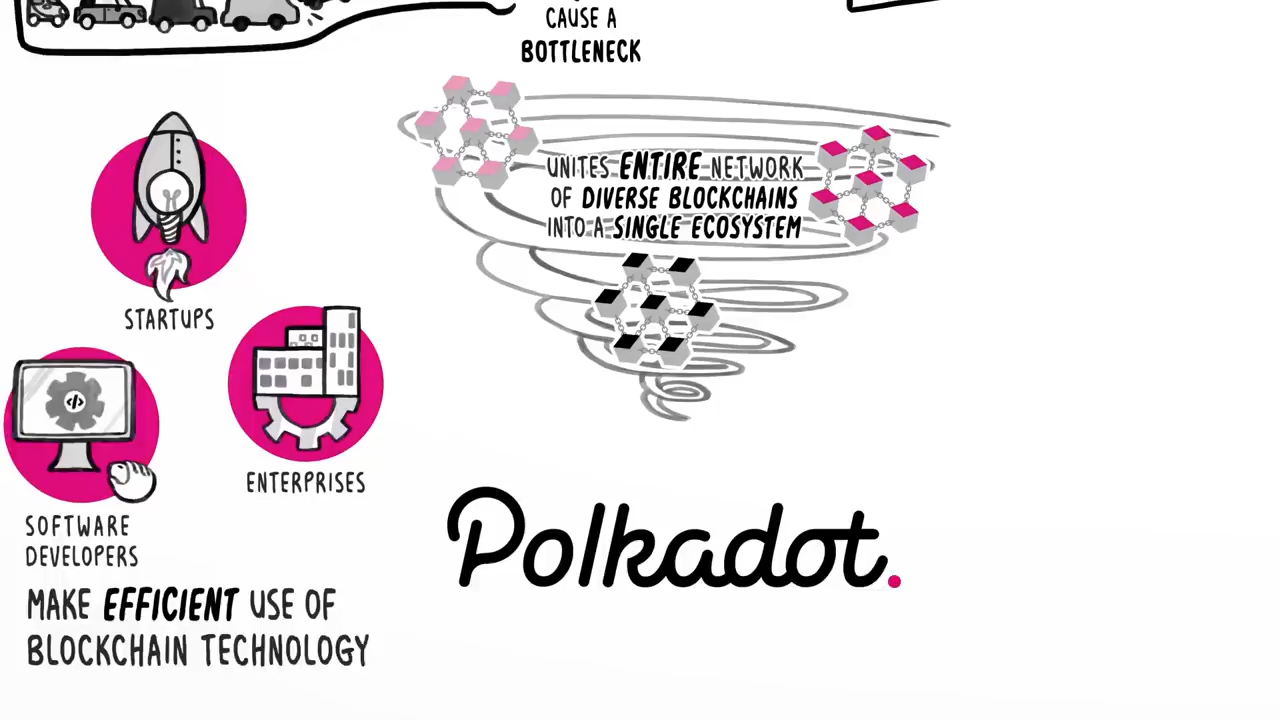 CAUSE A
BOTTLENECK
UNITES ENTIRE NETWORK
OF DIVERSE BLOCKCHAINS
INTO A SINGLE ECOSYSTEM
STARTUPS
ENTERPRISES
</>
SOFTWARE
DEVELOPERS
MAKE EFFICIENT USE OF
BLOCKCHAIN TECHNOLOGY
Polkadot.